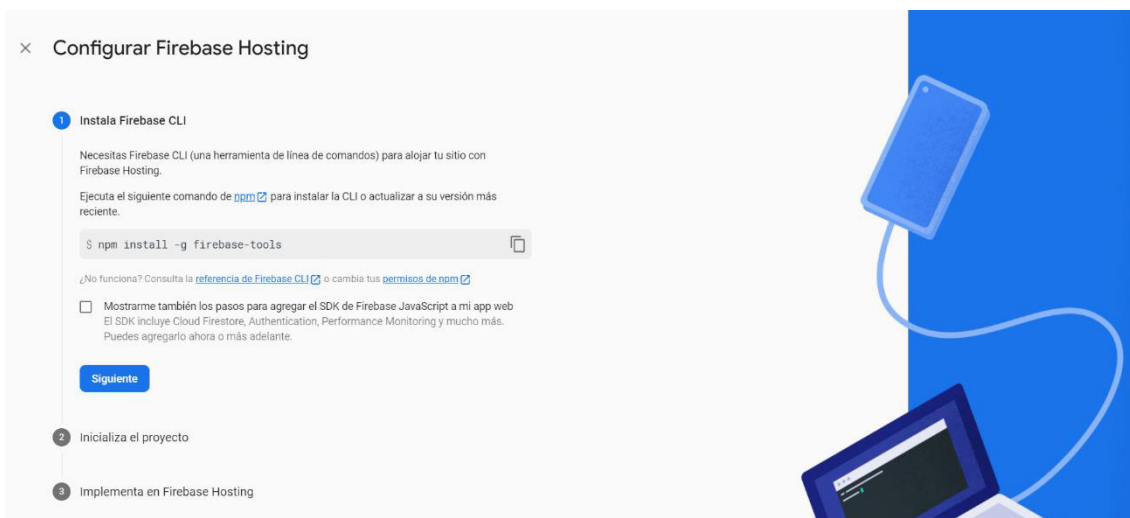 Configurar Firebase Hosting
1 Instala Firebase CLI
Necesitas Firebase CLI (una herramienta de línea de comandos) para alojar tu sitio con
Firebase Hosting.
Ejecuta el siguiente comando de npm para instalar la CLI o actualizar a su versión más
reciente.
$ npm install -g firebase-tools
¿No funciona? Consulta la referencia de Firebase CLI o cambia tus permisos de npm
Mostrarme también los pasos para agregar el SDK de Firebase JavaScript a mi app web
El SDK incluye Cloud Firestore, Authentication, Performance Monitoring y mucho más.
Puedes agregarlo ahora o más adelante.
Siguiente
2 Inicializa el proyecto
3 Implementa en Firebase Hosting